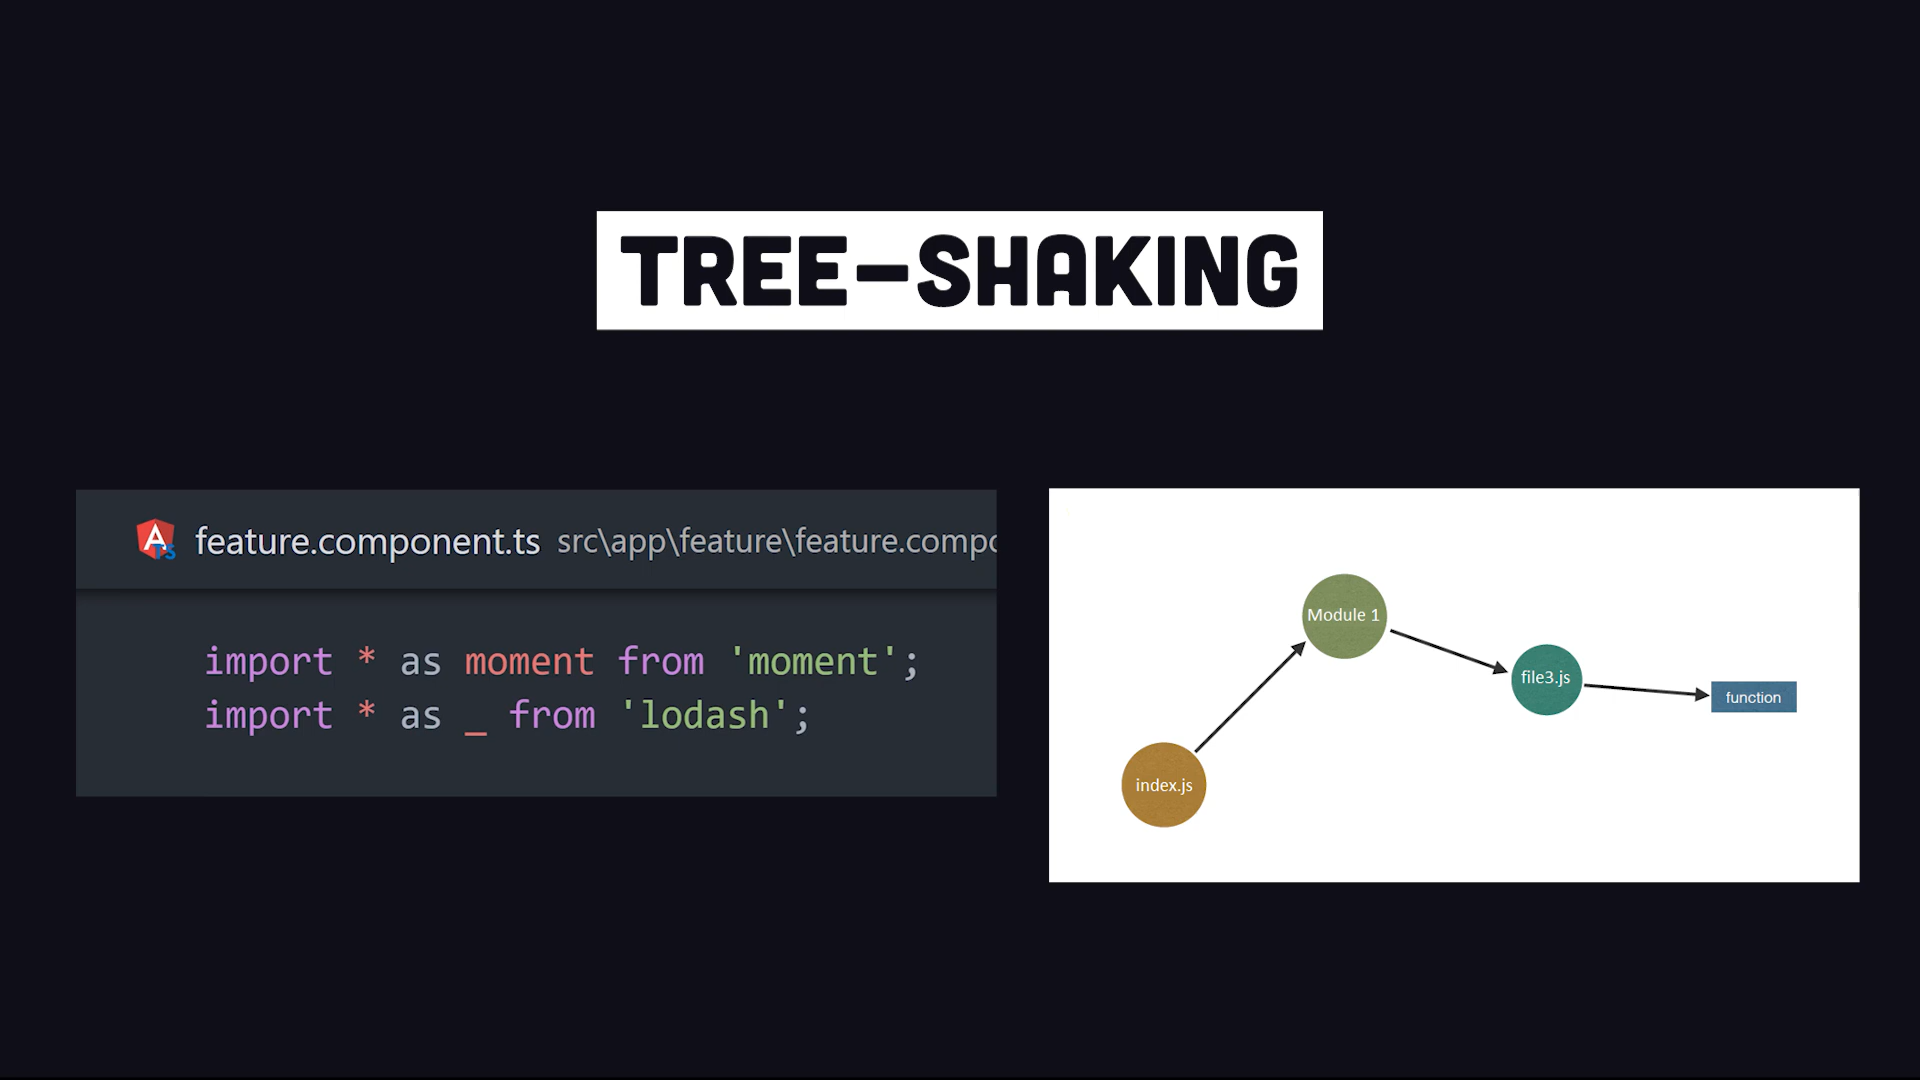 TREE-SHAKING
feature.component.ts src\app\feature\feature.compo
import * as moment from 'moment';
import * as _ from 'lodash';
Module 1
file3.js
function
index.js